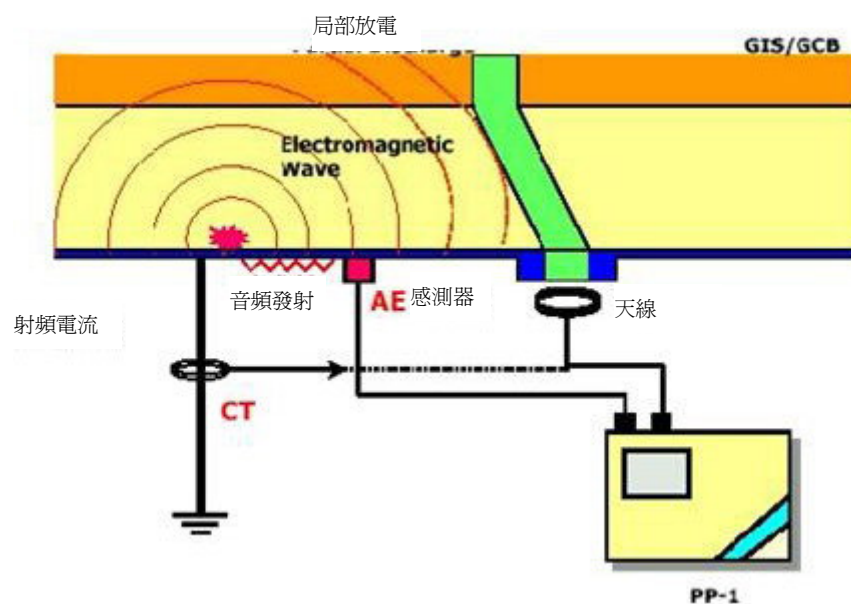 局部放電
GIS/GCB
Electromagnetic
Wave
音頻發射
AE 感測器
天線
射頻電流
CT
PP-1